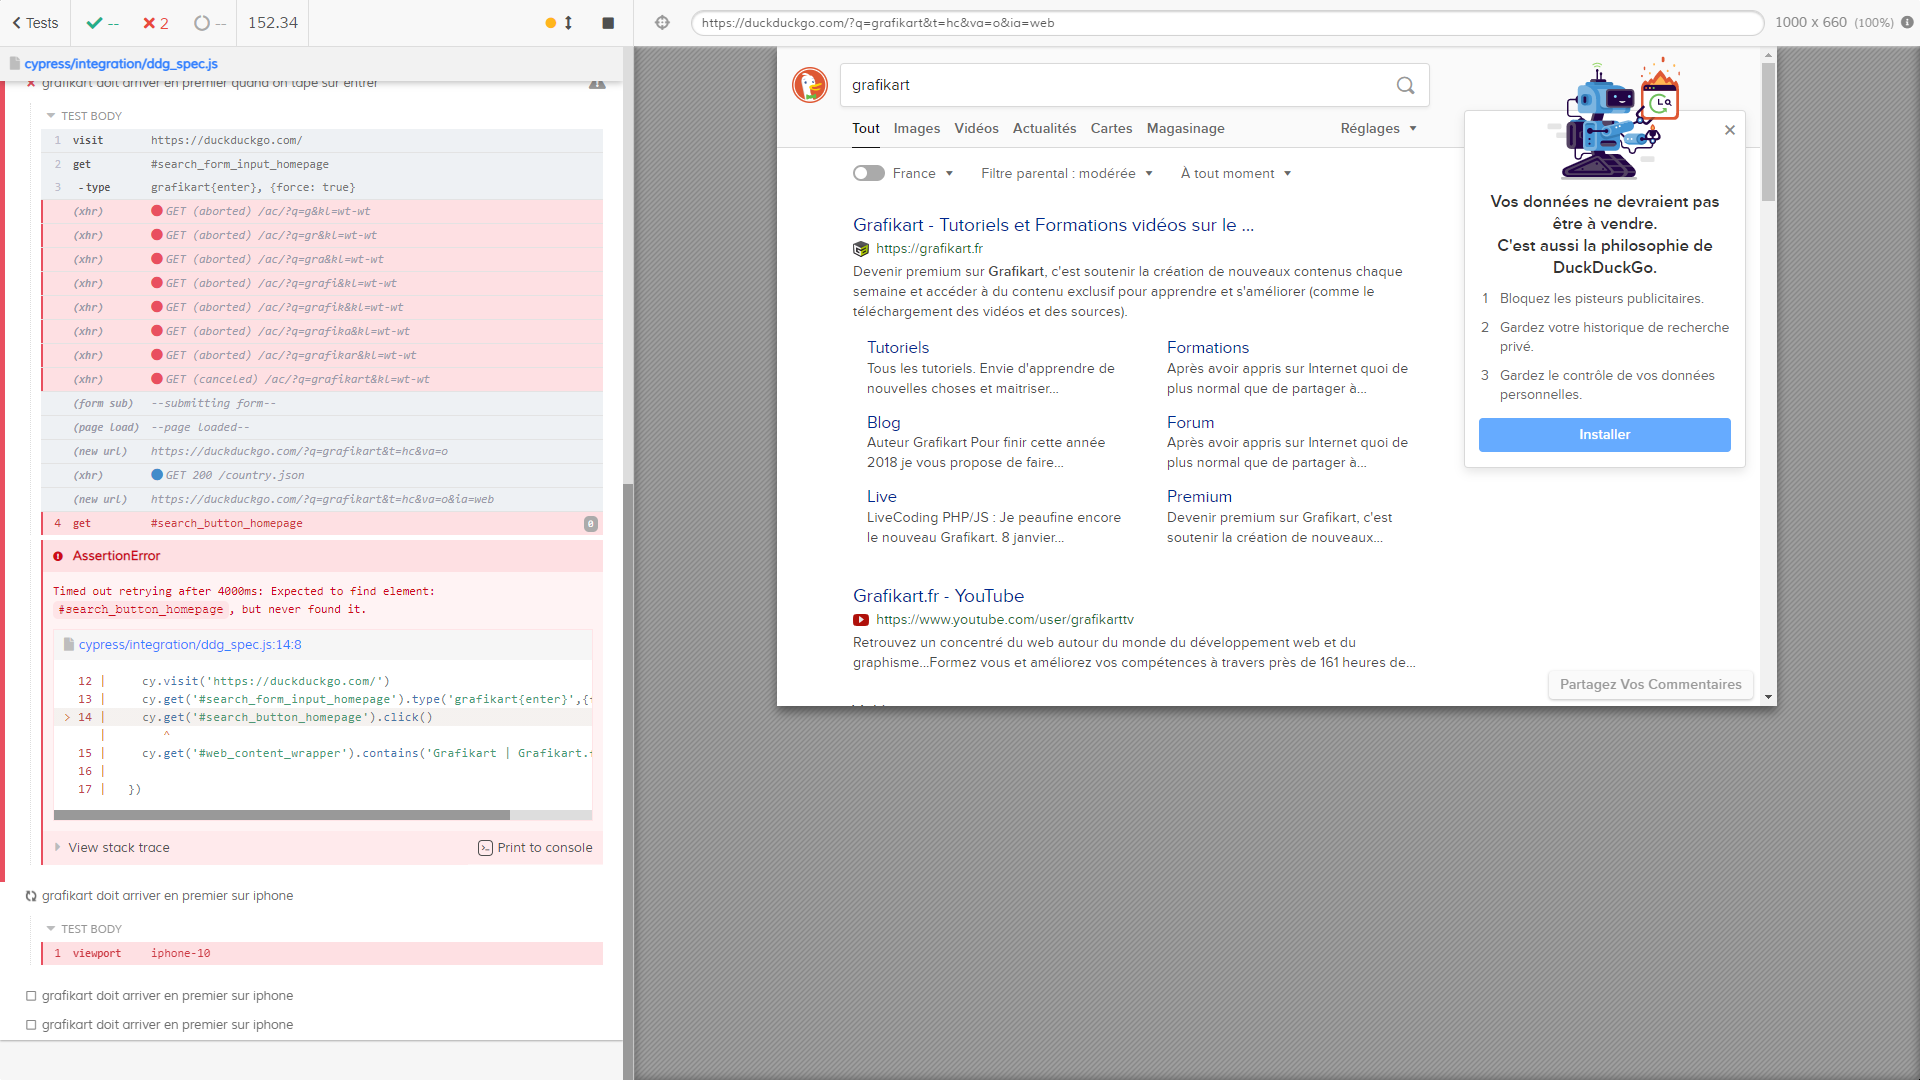 Tests
--
2
--
152.34
https://duckduckgo.com/?q=grafikart&t=hc&va=o&ia=web
1000 x 660 (100%)
cypress/integration/ddg_spec.js
grafikart doit arriver en premier quand on tape sur entrer
TEST BODY
1 visit https://duckduckgo.com/
2 get #search_form_input_homepage
3 -type grafikart{enter}, {force: true}
(xhr) GET (aborted) /ac/?q=g&kl=wt-wt
(xhr) GET (aborted) /ac/?q=gr&kl=wt-wt
(xhr) GET (aborted) /ac/?q=gra&kl=wt-wt
(xhr) GET (aborted) /ac/?q=grafi&kl=wt-wt
(xhr) GET (aborted) /ac/?q=grafik&kl=wt-wt
(xhr) GET (aborted) /ac/?q=grafika&kl=wt-wt
(xhr) GET (aborted) /ac/?q=grafikar&kl=wt-wt
(xhr) GET (canceled) /ac/?q=grafikart&kl=wt-wt
(form sub) --submitting form--
(page load) --page loaded--
(new url) https://duckduckgo.com/?q=grafikart&t=hc&va=o
(xhr) GET 200 /country.json
(new url) https://duckduckgo.com/?q=grafikart&t=hc&va=o&ia=web
4 get #search_button_homepage 0
AssertionError
Timed out retrying after 4000ms: Expected to find element:
#search_button_homepage, but never found it.
cypress/integration/ddg_spec.js:14:8
12 | cy.visit('https://duckduckgo.com/')
13 | cy.get('#search_form_input_homepage').type('grafikart{enter}',{
> 14 | cy.get('#search_button_homepage').click()
| ^
15 | cy.get('#web_content_wrapper').contains('Grafikart | Grafikart.
16 |
17 | })
View stack trace
Print to console
grafikart doit arriver en premier sur iphone
TEST BODY
1 viewport iphone-10
grafikart doit arriver en premier sur iphone
grafikart doit arriver en premier sur iphone
grafikart
Tout Images Vidéos Actualités Cartes Magasinage Réglages
France Filtre parental : modérée À tout moment
Grafikart - Tutoriels et Formations vidéos sur le ...
https://grafikart.fr
Devenir premium sur Grafikart, c'est soutenir la création de nouveaux contenus chaque
semaine et accéder à du contenu exclusif pour apprendre et s'améliorer (comme le
téléchargement des vidéos et des sources).
Tutoriels
Tous les tutoriels. Envie d'apprendre de
nouvelles choses et maitriser...
Formations
Après avoir appris sur Internet quoi de
plus normal que de partager à...
Blog
Auteur Grafikart Pour finir cette année
2018 je vous propose de faire...
Forum
Après avoir appris sur Internet quoi de
plus normal que de partager à...
Live
LiveCoding PHP/JS : Je peaufine encore
le nouveau Grafikart. 8 janvier...
Premium
Devenir premium sur Grafikart, c'est
soutenir la création de nouveaux...
Grafikart.fr - YouTube
https://www.youtube.com/user/grafikarttv
Retrouvez un concentré du web autour du monde du développement web et du
graphisme...Formez vous et améliorez vos compétences à travers près de 161 heures de...
Vos données ne devraient pas
être à vendre.
C'est aussi la philosophie de
DuckDuckGo.
1 Bloquez les pisteurs publicitaires.
2 Gardez votre historique de recherche
privé.
3 Gardez le contrôle de vos données
personnelles.
Installer
Partagez Vos Commentaires